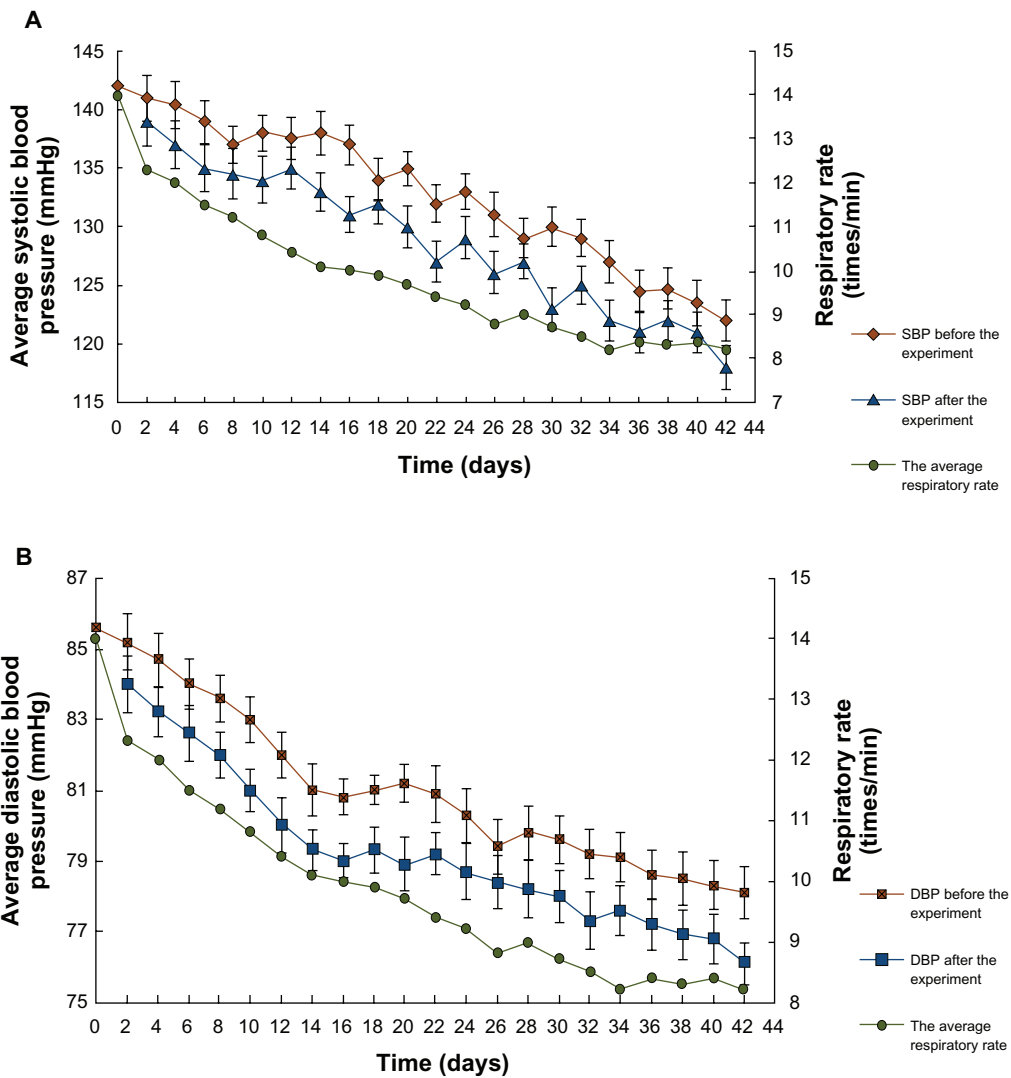 A
145
140
135
130
125
120
115
Average systolic blood
pressure (mmHg)
15
14
13
12
11
10
9
8
7
Respiratory rate
(times/min)
0 2 4 6 8 10 12 14 16 18 20 22 24 26 28 30 32 34 36 38 40 42 44
Time (days)
SBP before the
experiment
SBP after the
experiment
The average
respiratory rate
B
87
85
83
81
79
77
75
Average diastolic blood
pressure (mmHg)
15
14
13
12
11
10
9
8
Respiratory rate
(times/min)
0 2 4 6 8 10 12 14 16 18 20 22 24 26 28 30 32 34 36 38 40 42 44
Time (days)
DBP before the
experiment
DBP after the
experiment
The average
respiratory rate